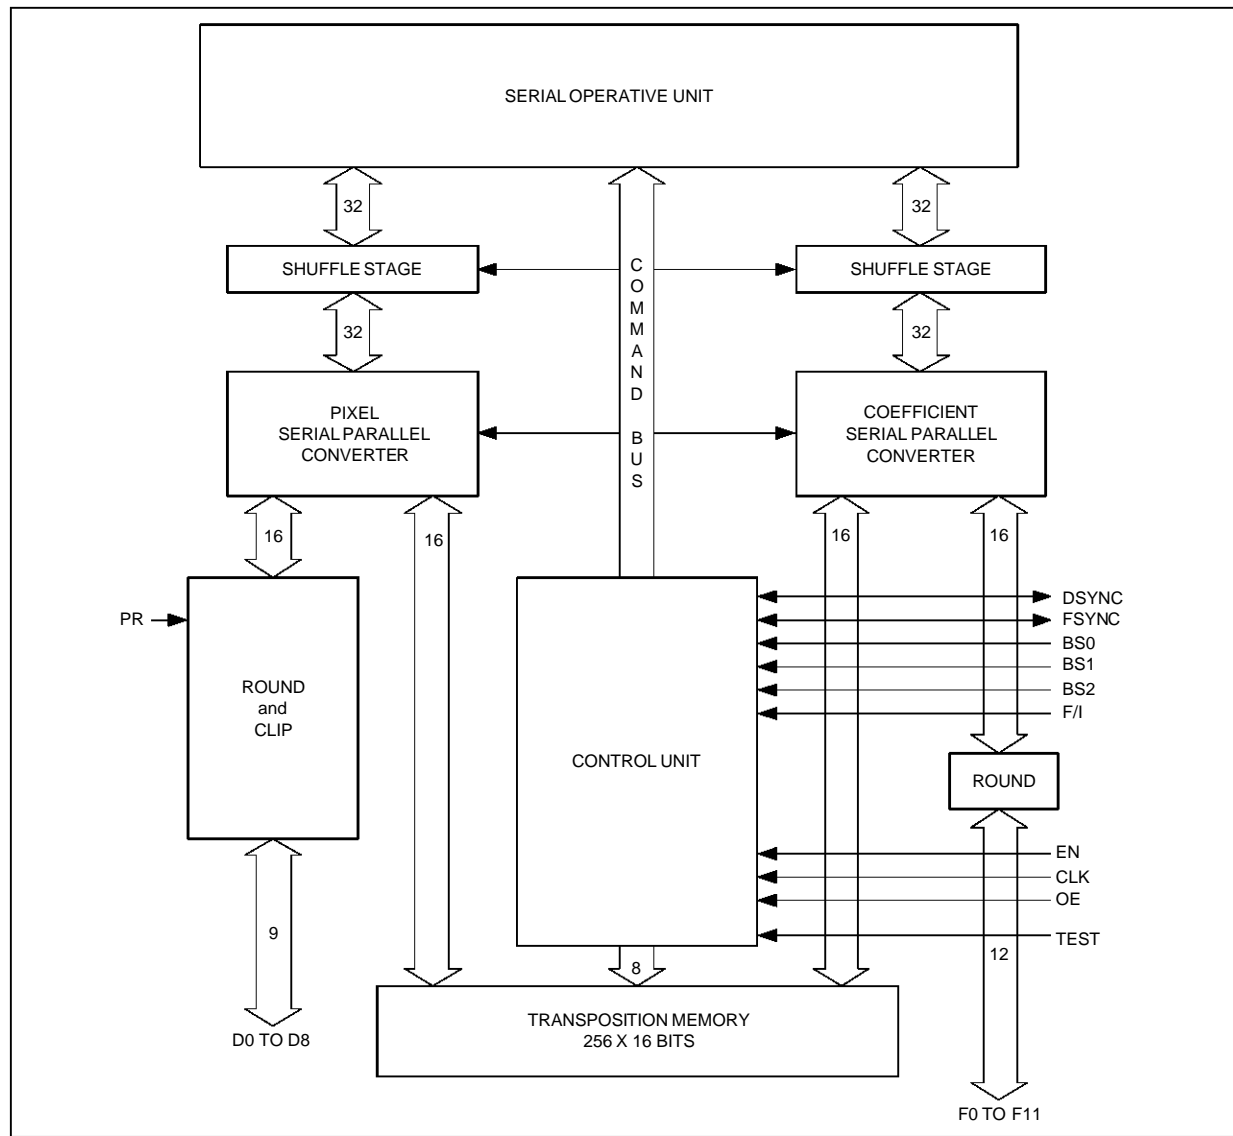 SERIAL OPERATIVE UNIT
32
32
SHUFFLE STAGE
SHUFFLE STAGE
COMMAND BUS
32
32
PIXEL
SERIAL PARALLEL
CONVERTER
COEFFICIENT
SERIAL PARALLEL
CONVERTER
16
16
16
16
PR
ROUND
and
CLIP
CONTROL UNIT
DSYNC
FSYNC
BS0
BS1
BS2
F/I
ROUND
EN
CLK
OE
TEST
9
8
12
TRANSPOSITION MEMORY
256 X 16 BITS
D0 TO D8
F0 TO F11